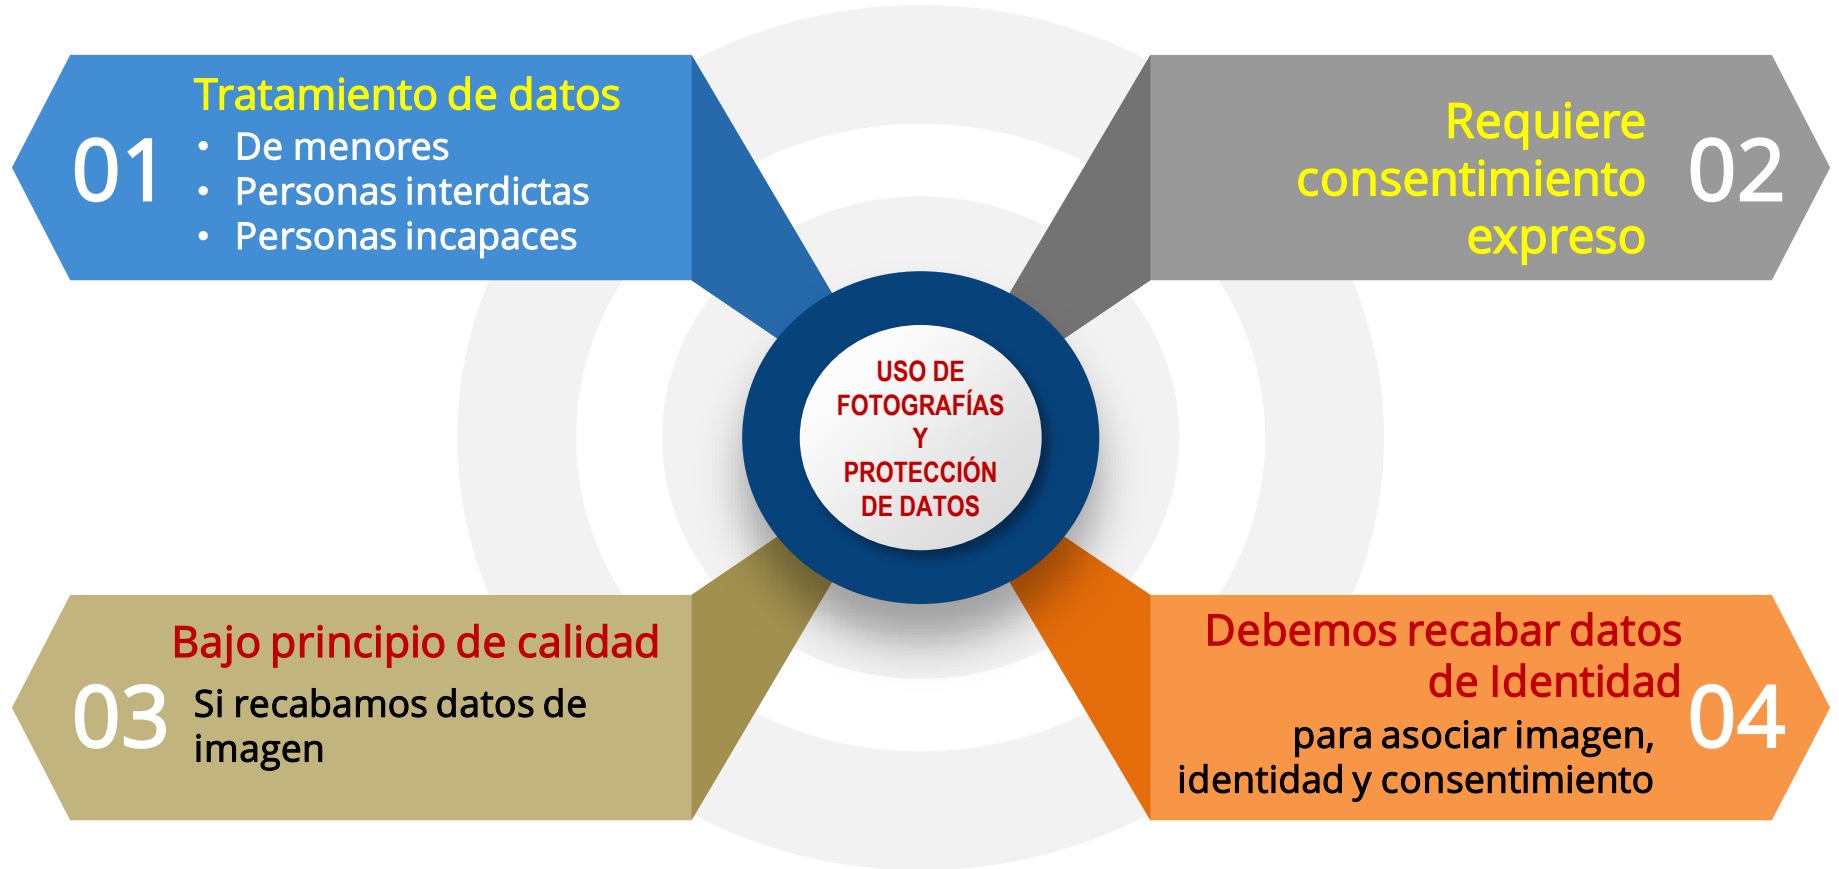 01
Tratamiento de datos
• De menores
• Personas interdictas
• Personas incapaces
Requiere
consentimiento
expreso
02
USO DE
FOTOGRAFÍAS
Y
PROTECCIÓN
DE DATOS
03
Bajo principio de calidad
Si recabamos datos de
imagen
Debemos recabar datos
de Identidad
para asociar imagen,
identidad y consentimiento
04